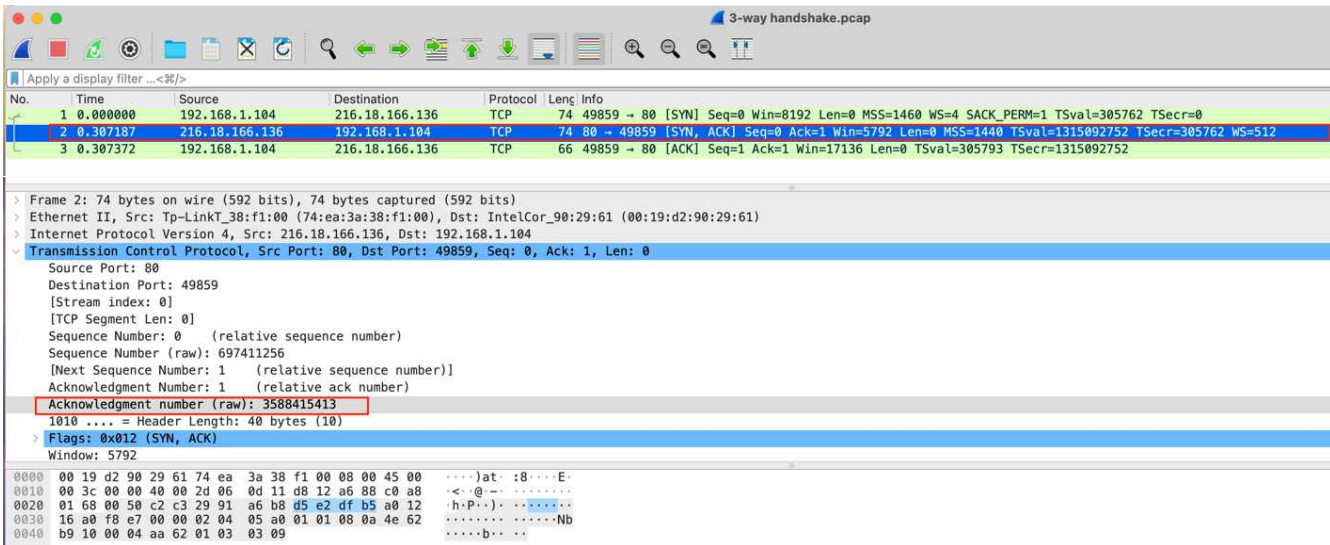 3-way handshake.pcap
Apply a display filter ...<⌘/>
No. Time Source Destination Protocol Leng Info
1 0.000000 192.168.1.104 216.18.166.136 TCP 74 49859 → 80 [SYN] Seq=0 Win=8192 Len=0 MSS=1460 WS=4 SACK_PERM=1 TSval=305762 TSecr=0
2 0.307187 216.18.166.136 192.168.1.104 TCP 74 80 → 49859 [SYN, ACK] Seq=0 Ack=1 Win=5792 Len=0 MSS=1440 TSval=1315092752 TSecr=305762 WS=512
3 0.307372 192.168.1.104 216.18.166.136 TCP 66 49859 → 80 [ACK] Seq=1 Ack=1 Win=17136 Len=0 TSval=305793 TSecr=1315092752
Frame 2: 74 bytes on wire (592 bits), 74 bytes captured (592 bits)
Ethernet II, Src: Tp-LinkT_38:f1:00 (74:ea:3a:38:f1:00), Dst: IntelCor_90:29:61 (00:19:d2:90:29:61)
Internet Protocol Version 4, Src: 216.18.166.136, Dst: 192.168.1.104
Transmission Control Protocol, Src Port: 80, Dst Port: 49859, Seq: 0, Ack: 1, Len: 0
Source Port: 80
Destination Port: 49859
[Stream index: 0]
[TCP Segment Len: 0]
Sequence Number: 0 (relative sequence number)
Sequence Number (raw): 697411256
[Next Sequence Number: 1 (relative sequence number)]
Acknowledgment Number: 1 (relative ack number)
Acknowledgment number (raw): 3588415413
1010 .... = Header Length: 40 bytes (10)
Flags: 0x012 (SYN, ACK)
Window: 5792
0000 00 19 d2 90 29 61 74 ea 3a 38 f1 00 08 00 45 00 ····)at· :8····E·
0010 00 3c 00 00 40 00 2d 06 0d 11 d8 12 a6 88 c0 a8 ·<··@·-· ········
0020 01 68 00 50 c2 c3 29 91 a6 b8 d5 e2 df b5 a0 12 ·h·P··)· ········
0030 16 a0 f8 e7 00 00 02 04 05 a0 01 01 08 0a 4e 62 ········ ······Nb
0040 b9 10 00 04 aa 62 01 03 03 09 ·····b·· ··